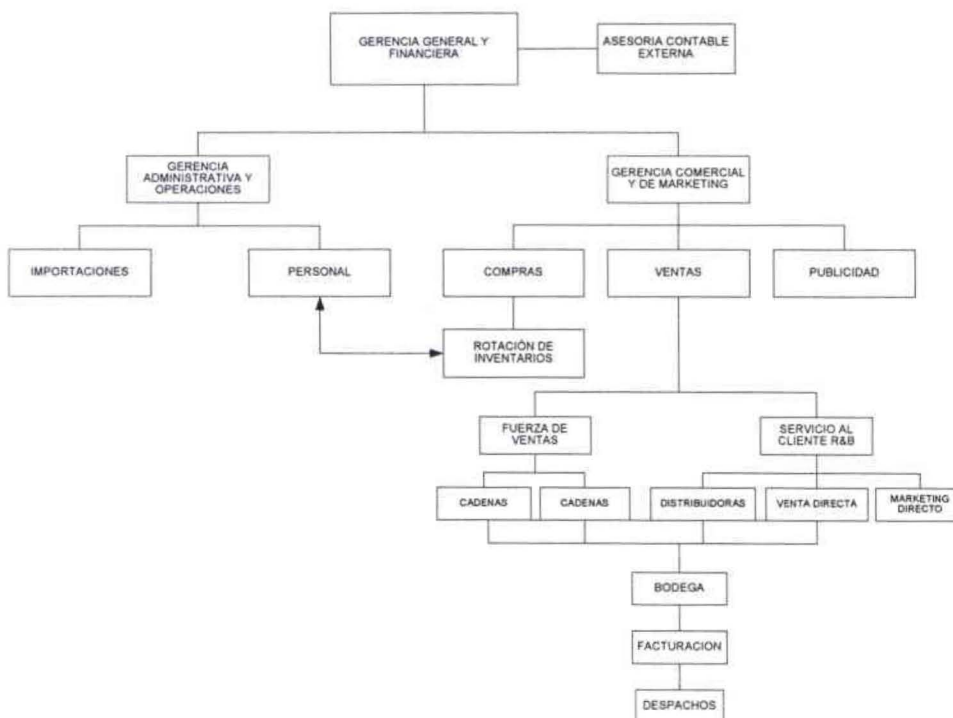 GERENCIA GENERAL Y
FINANCIERA
ASESORIA CONTABLE
EXTERNA
GERENCIA
ADMINISTRATIVA Y
OPERACIONES
GERENCIA COMERCIAL
Y DE MARKETING
IMPORTACIONES
PERSONAL
COMPRAS
VENTAS
PUBLICIDAD
ROTACIÓN DE
INVENTARIOS
FUERZA DE
VENTAS
SERVICIO AL
CLIENTE R&B
CADENAS
CADENAS
DISTRIBUIDORAS
VENTA DIRECTA
MARKETING
DIRECTO
BODEGA
FACTURACION
DESPACHOS